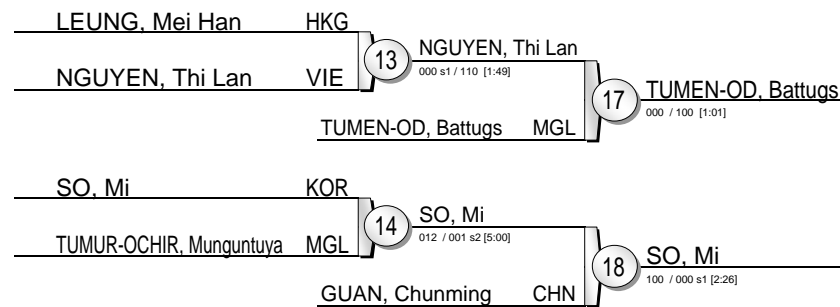 LEUNG, Mei Han HKG
13
NGUYEN, Thi Lan
000 s1 / 110 [1:49]
NGUYEN, Thi Lan VIE
17
TUMEN-OD, Battugs
000 / 100 [1:01]
TUMEN-OD, Battugs MGL
SO, Mi KOR
14
SO, Mi
012 / 001 s2 [5:00]
TUMUR-OCHIR, Munguntuya MGL
18
SO, Mi
100 / 000 s1 [2:26]
GUAN, Chunming CHN